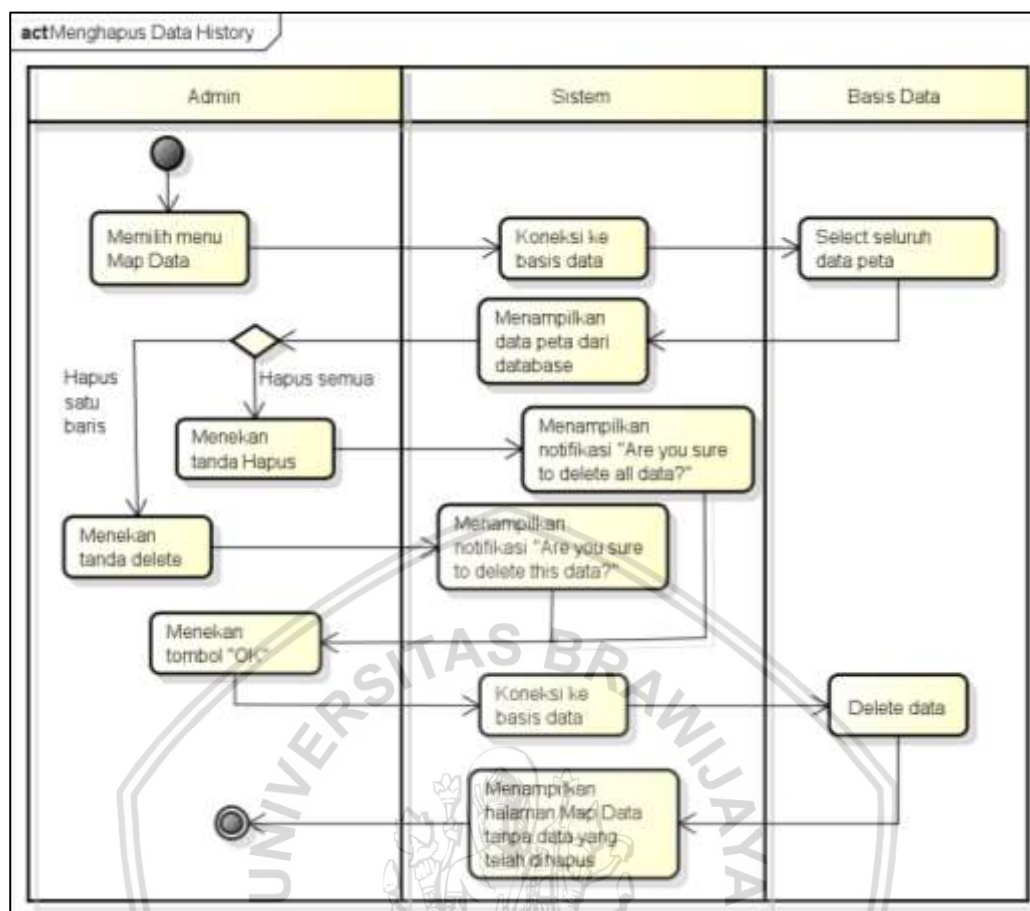 act Menghapus Data History
Admin
Sistem
Basis Data
Memilih menu
Map Data
Koneksi ke
basis data
Select seluruh
data peta
Menampilkan
data peta dari
database
Hapus
satu
baris
Hapus semua
Menekan
tanda Hapus
Menampilkan
notifikasi "Are you sure
to delete all data?"
Menekan
tanda delete
Menampilkan
notifikasi "Are you sure
to delete this data?"
Menekan
tombol "OK"
Koneksi ke
basis data
Delete data
Menampilkan
halaman Map Data
tanpa data yang
telah dihapus
UNIVERSITAS BRAWIJAYA